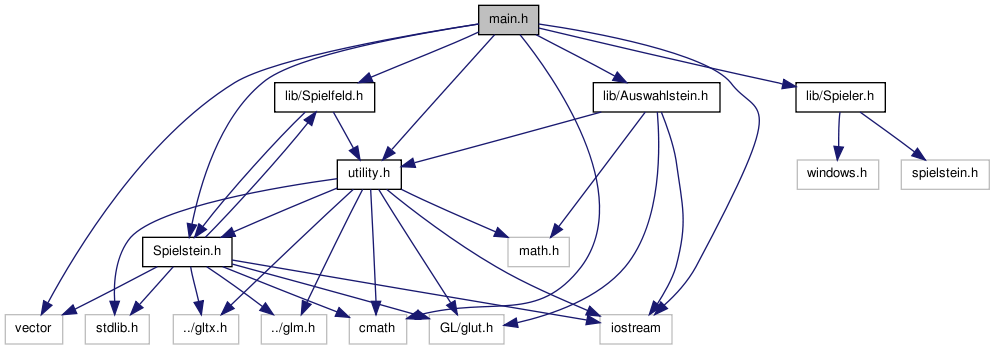 main.h
lib/Spielfeld.h
lib/Auswahlstein.h
lib/Spieler.h
utility.h
windows.h
spielstein.h
Spielstein.h
math.h
vector
stdlib.h
../gltx.h
../glm.h
cmath
GL/glut.h
iostream